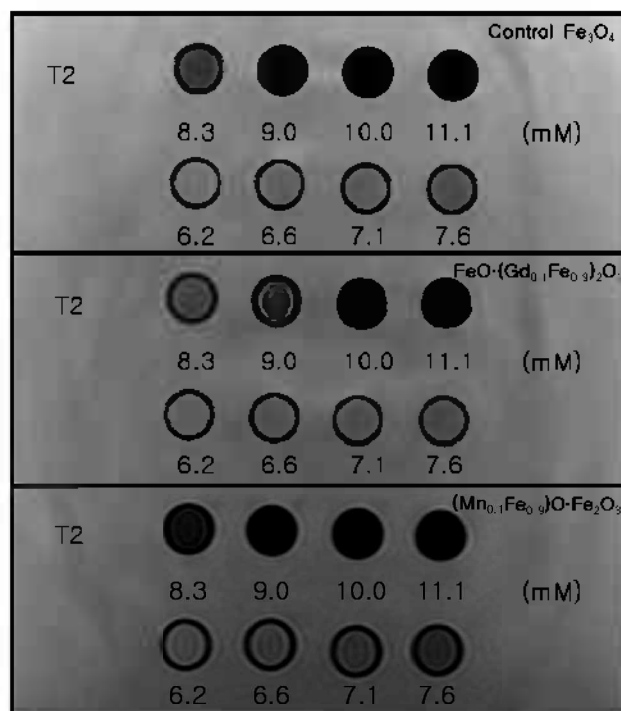 Control Fe₃O₄
T2
8.3 9.0 10.0 11.1 (mM)
6.2 6.6 7.1 7.6
FeO·(Gd₀.₁Fe₀.₉)₂O₃
T2
8.3 9.0 10.0 11.1 (mM)
6.2 6.6 7.1 7.6
(Mn₀.₁Fe₀.₉)O·Fe₂O₃
T2
8.3 9.0 10.0 11.1 (mM)
6.2 6.6 7.1 7.6